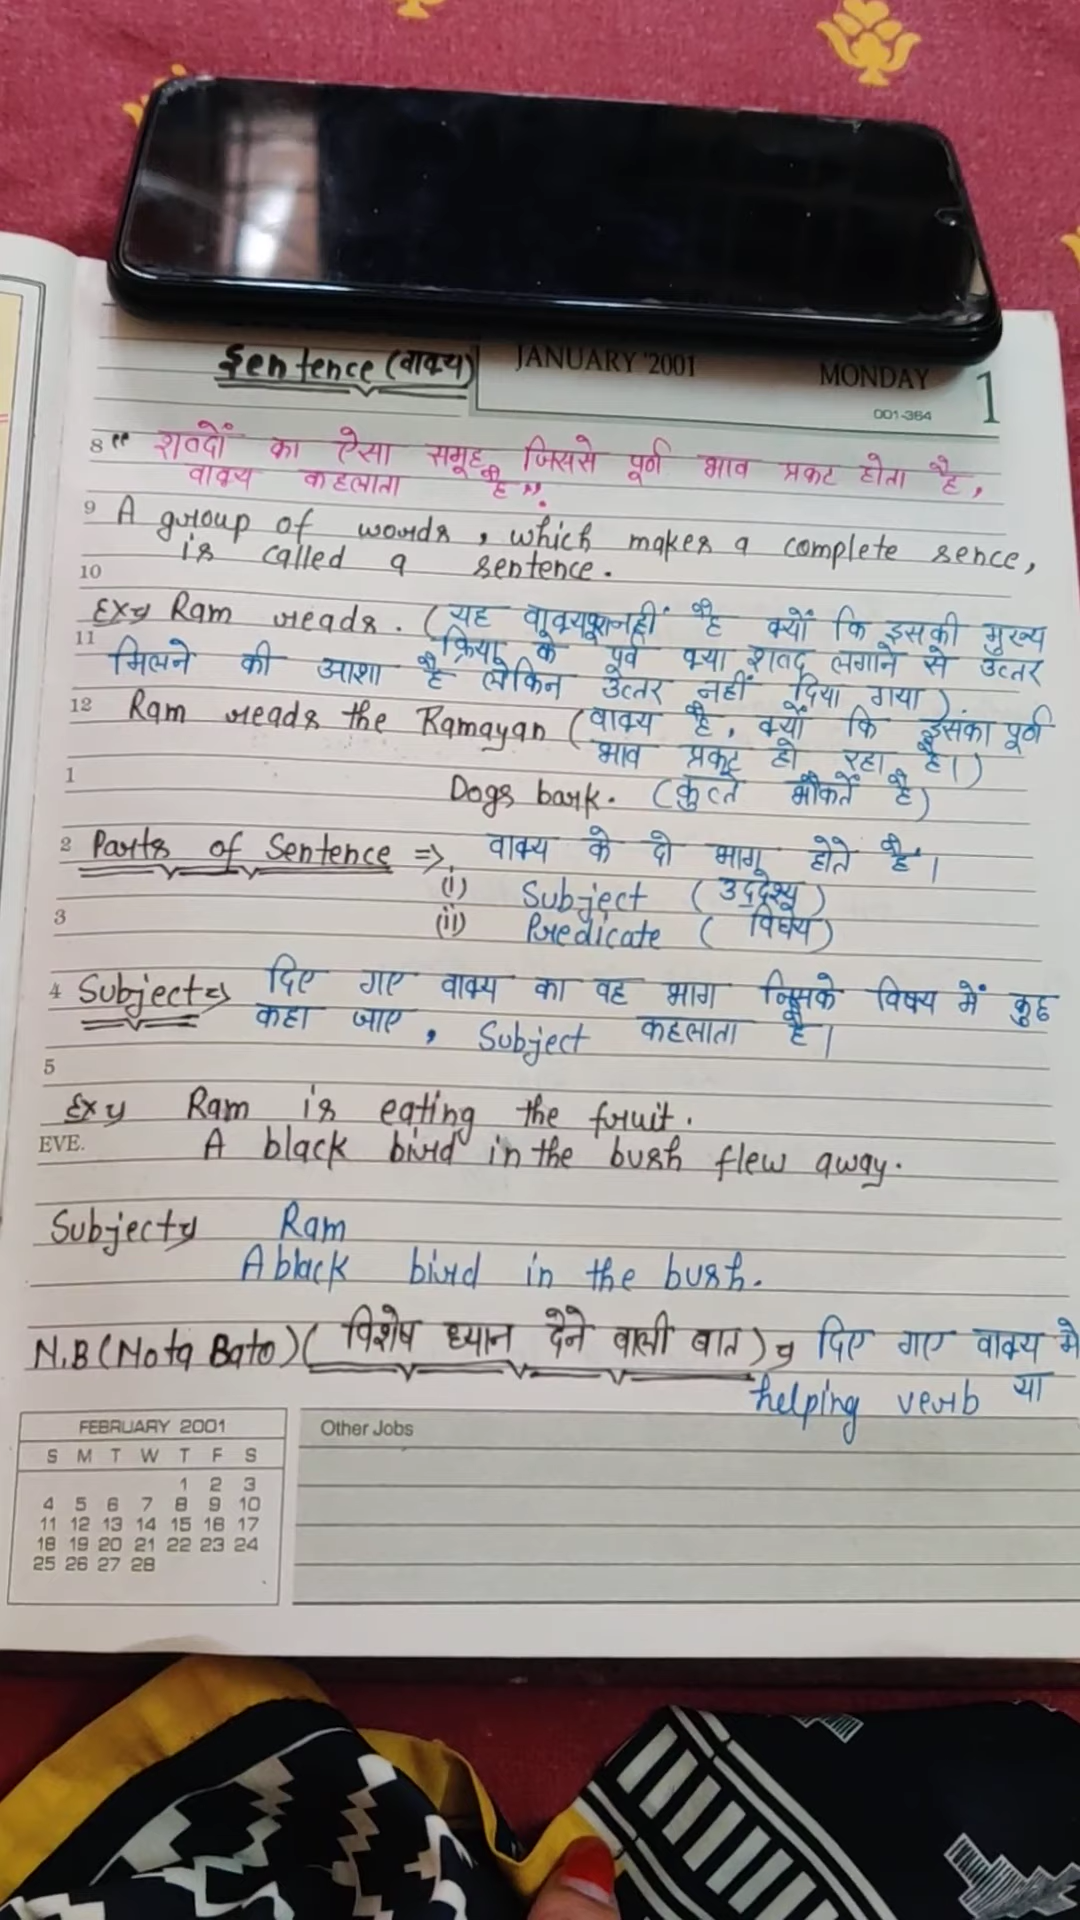 Sentence (वाक्य)
JANAURY '2001 MONDAY 1
001-364
8 " शब्दों का ऐसा समूह, जिससे पूर्ण भाव प्रकट होता है,
वाक्य कहलाता है".
9 A group of words, which makes a complete sence,
is called a sentence.
10
Ex→ Ram reads. (यह वाक्य पूरा नहीं है क्यों कि इसकी मुख्य
11 क्रिया के पूर्व क्या शब्द लगाने से उत्तर
मिलने की आशा है लेकिन उत्तर नहीं दिया गया)
12 Ram reads the Ramayan (वाक्य है, क्यों कि इसका पूर्ण
भाव प्रकट हो रहा है।)
1 Dogs bark. (कुत्ते भौंकतें है)
2 Parts of Sentence ⇒ वाक्य के दो भाग होते है।
(i) Subject (उद्देश्य)
3 (ii) Predicate (विधेय)
4 Subject⇒ दिए गए वाक्य का वह भाग जिसके विषय में कुछ
कहा जाए, Subject कहलाता है।
5
Ex→ Ram is eating the fruit.
EVE. A black bird in the bush flew away.
Subject→ Ram
A black bird in the bush.
N.B (Nota Bato) (विशेष ध्यान देने वाली बात)→ दिए गए वाक्य मे
helping verb या
FEBRUARY 2001
S M T W T F S
1 2 3
4 5 6 7 8 9 10
11 12 13 14 15 16 17
18 19 20 21 22 23 24
25 26 27 28
Other Jobs